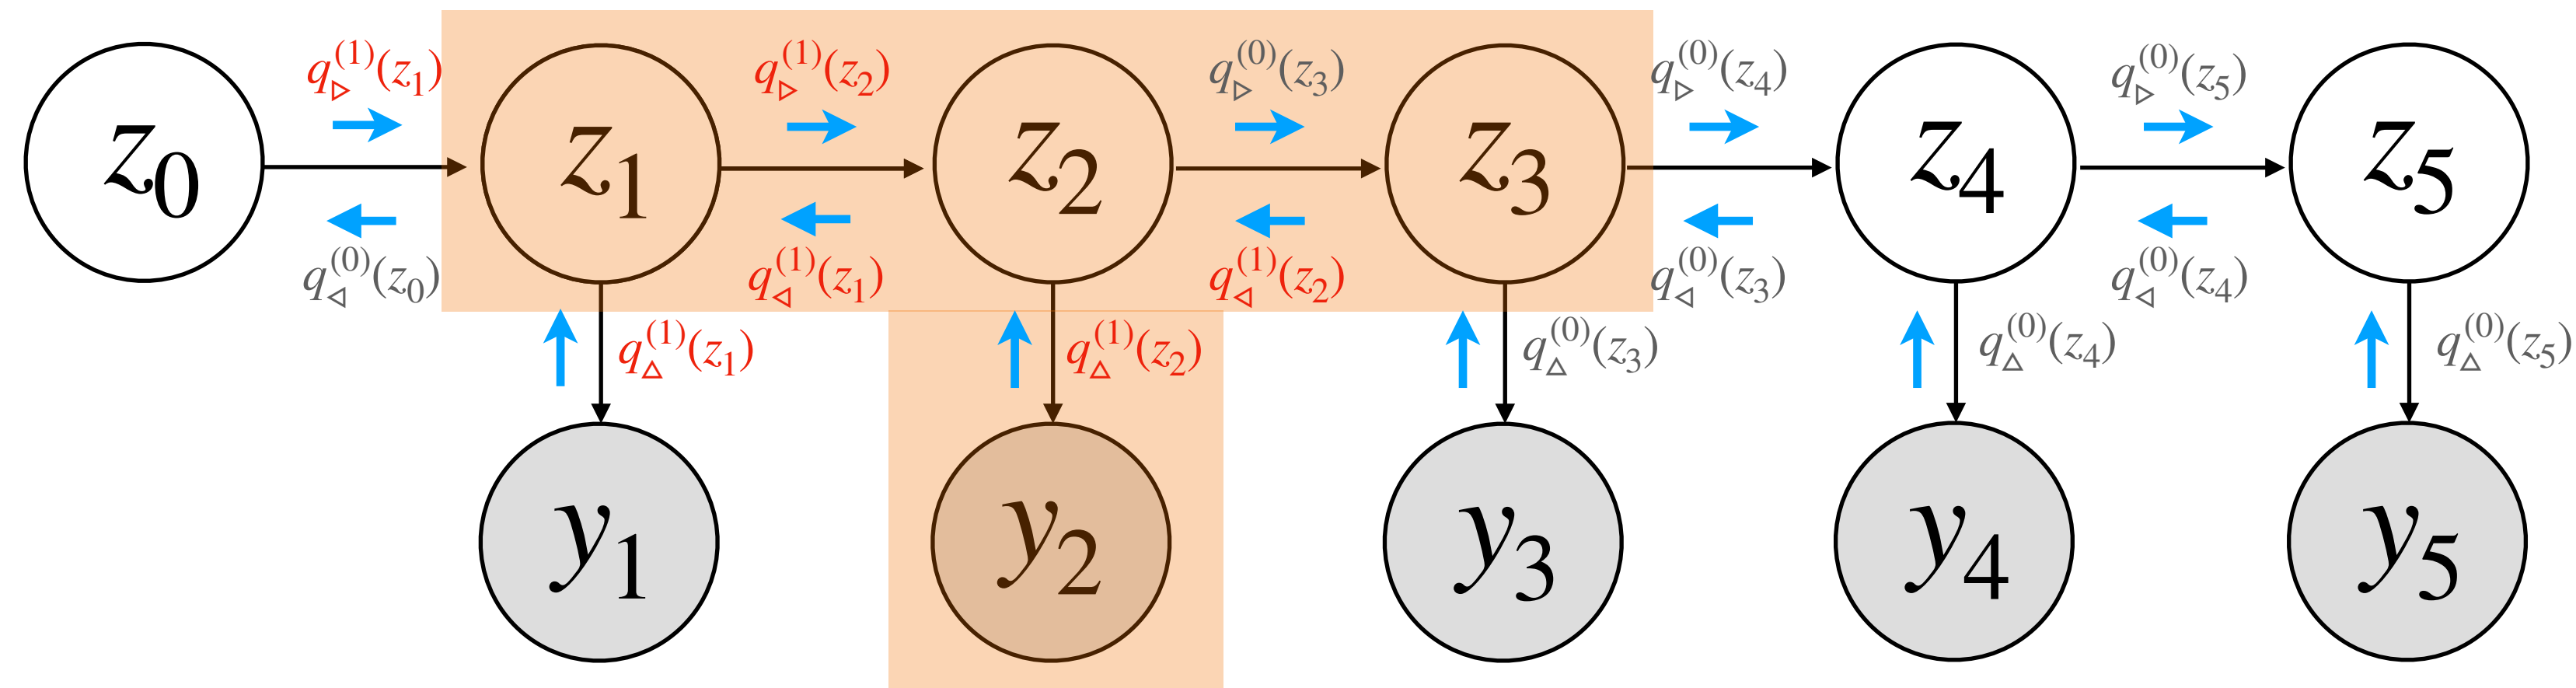 q▷^(1)(z₁) q▷^(1)(z₂) q▷^(0)(z₃) q▷^(0)(z₄) q▷^(0)(z₅)
z₀ z₁ z₂ z₃ z₄ z₅
q◁^(0)(z₀) q◁^(1)(z₁) q◁^(1)(z₂) q◁^(0)(z₃) q◁^(0)(z₄)
q△^(1)(z₁) q△^(1)(z₂) q△^(0)(z₃) q△^(0)(z₄) q△^(0)(z₅)
y₁ y₂ y₃ y₄ y₅